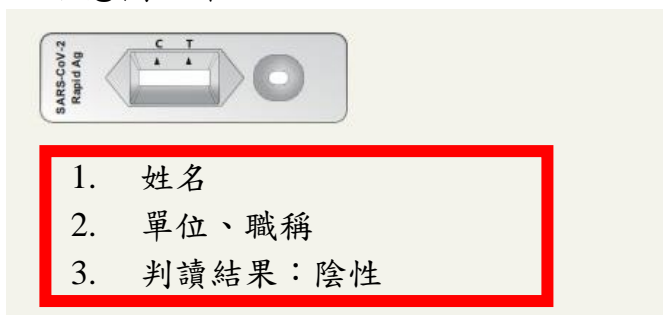 SARS-CoV-2
Rapid Ag
C T
1. 姓名
2. 單位、職稱
3. 判讀結果：陰性